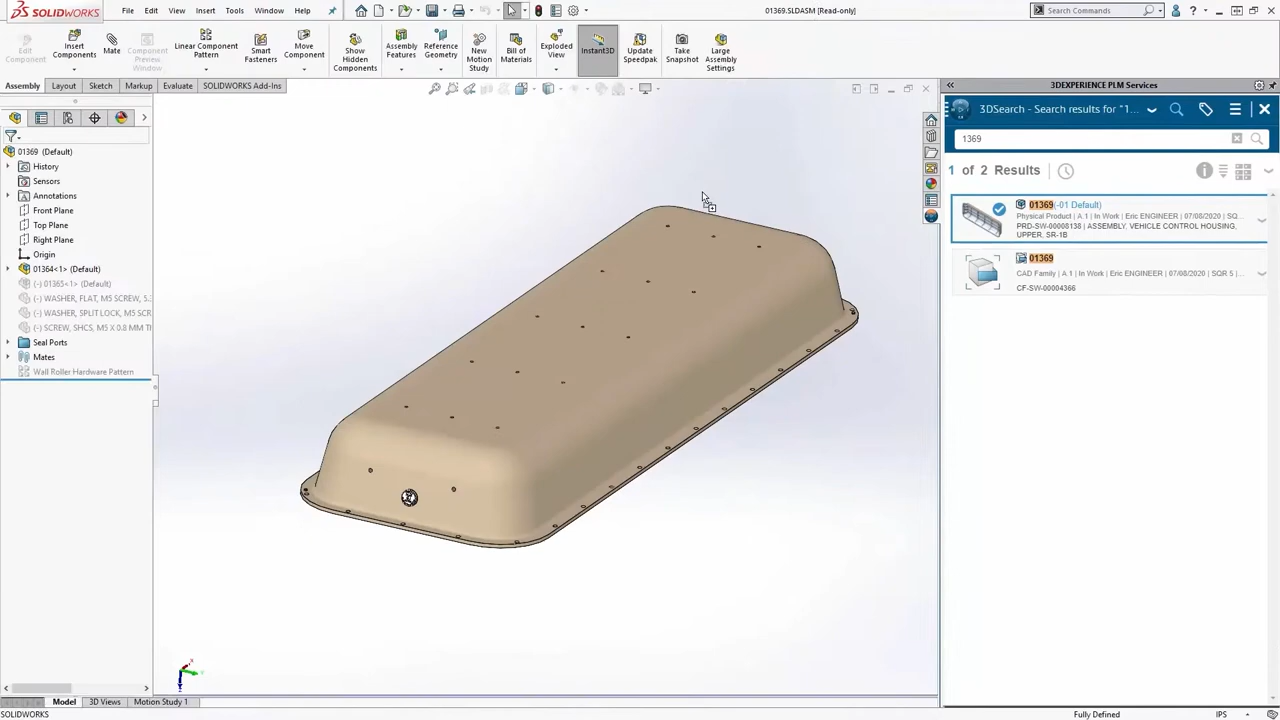 SOLIDWORKS
File
Edit
View
Insert
Tools
Window
Help
01369.SLDASM [Read-only]
Search Commands
Edit
Component
Insert
Components
Mate
Component
Preview
Window
Linear Component
Pattern
Smart
Fasteners
Move
Component
Show
Hidden
Components
Assembly
Features
Reference
Geometry
New
Motion
Study
Bill of
Materials
Exploded
View
Instant3D
Update
Speedpak
Take
Snapshot
Large
Assembly
Settings
Assembly
Layout
Sketch
Markup
Evaluate
SOLIDWORKS Add-Ins
01369 (Default)
History
Sensors
Annotations
Front Plane
Top Plane
Right Plane
Origin
01364<1> (Default)
(-) 01365<1> (Default)
(-) WASHER, FLAT, M5 SCREW, 5.
(-) WASHER, SPLIT LOCK, M5 SCR
(-) SCREW, SHCS, M5 X 0.8 MM TH
Seal Ports
Mates
Wall Roller Hardware Pattern
3DEXPERIENCE PLM Services
3DSearch - Search results for "1...
1369
1 of 2 Results
01369(-01 Default)
Physical Product | A.1 | In Work | Eric ENGINEER | 07/08/2020 | SQR 4...
PRD-SW-00008138 | ASSEMBLY, VEHICLE CONTROL HOUSING,
UPPER, SR-1B
01369
CAD Family | A.1 | In Work | Eric ENGINEER | 07/08/2020 | SQR 5 |...
CF-SW-00004366
Model
3D Views
Motion Study 1
SOLIDWORKS
Fully Defined
IPS